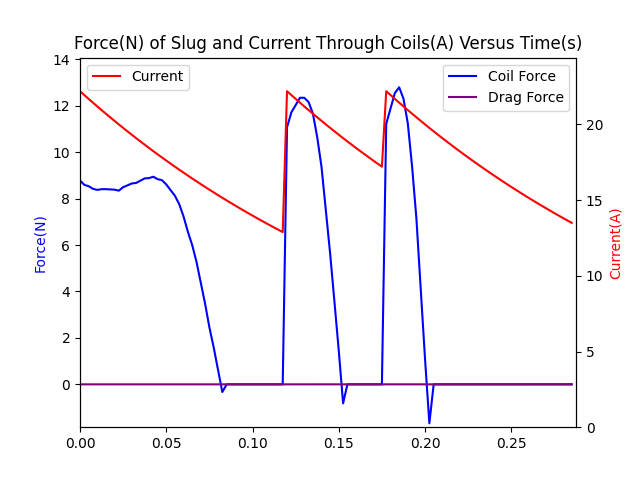 Force(N) of Slug and Current Through Coils(A) Versus Time(s)
Current
Coil Force
Drag Force
14
12
10
8
6
4
2
0
Force(N)
20
15
10
5
0
Current(A)
0.00 0.05 0.10 0.15 0.20 0.25